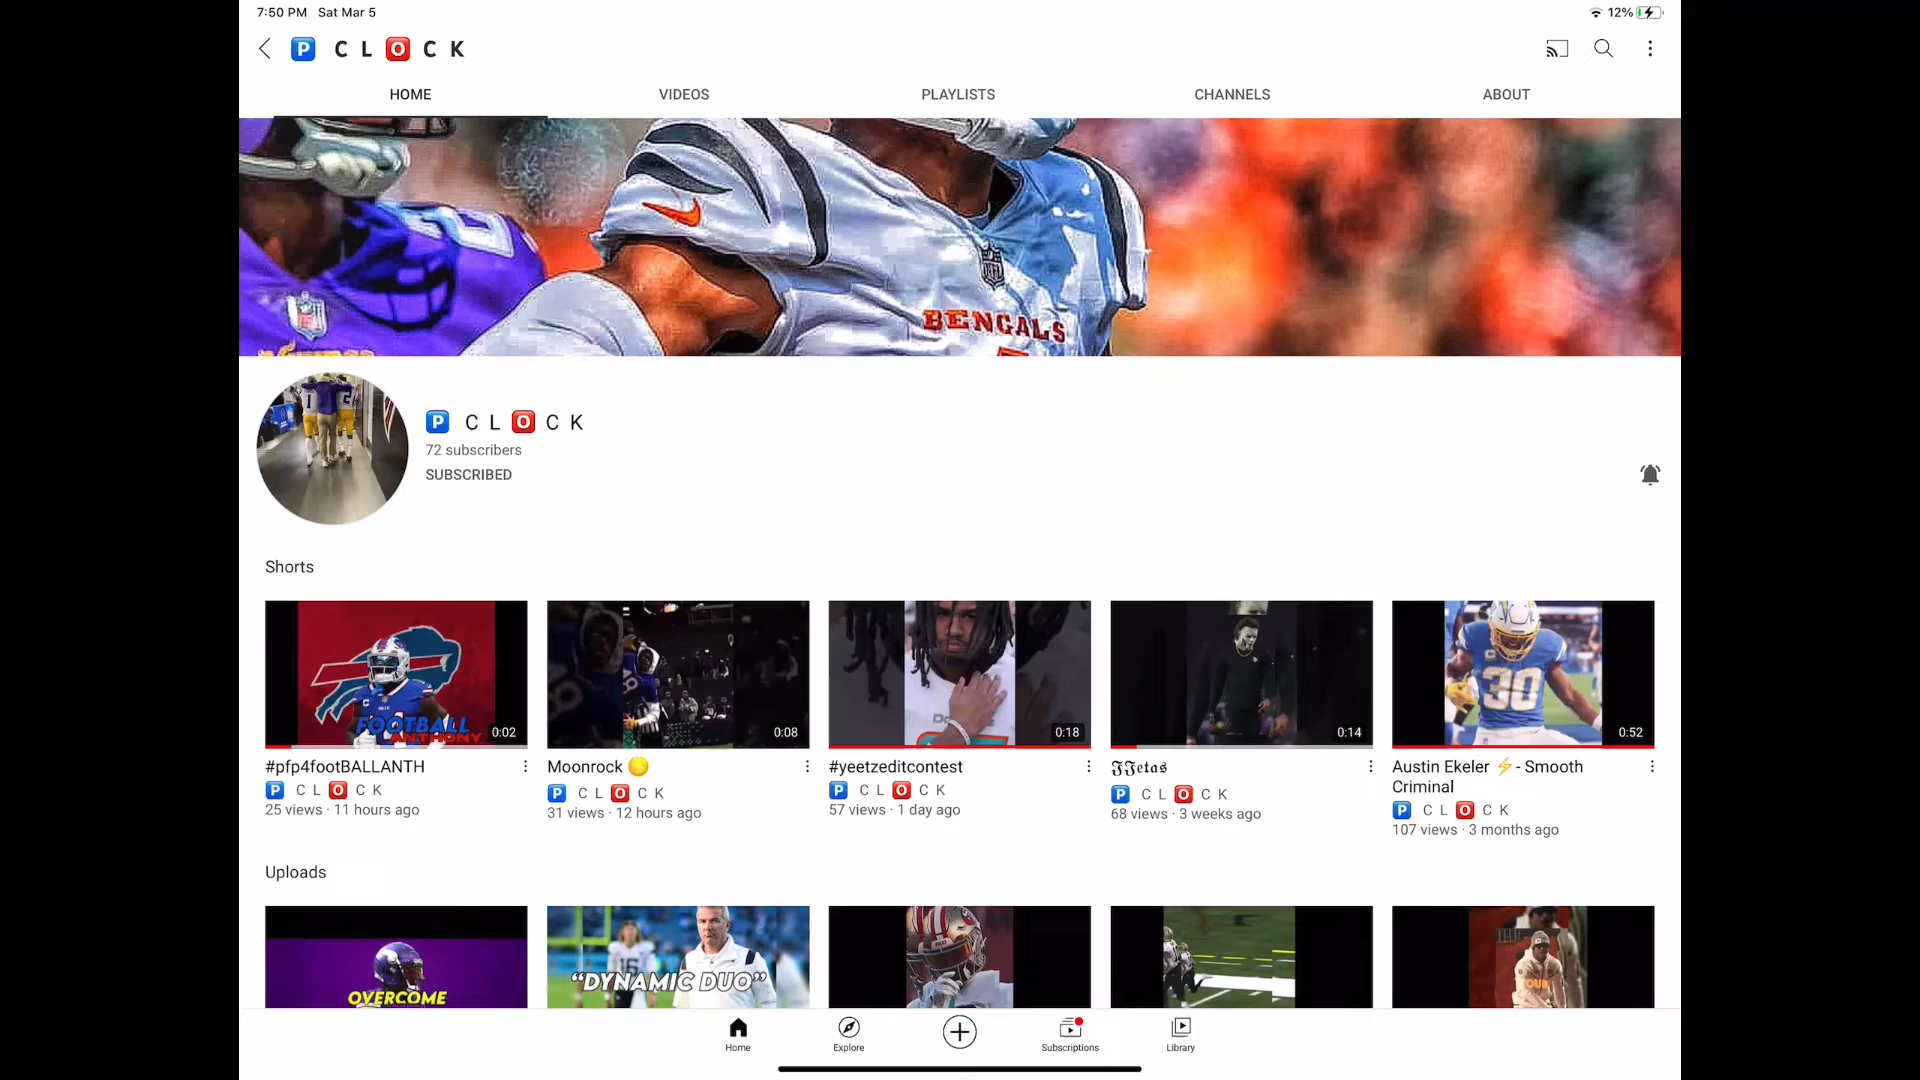 7:50 PM Sat Mar 5
12%
🅿️ C L 🅾️ C K
HOME VIDEOS PLAYLISTS CHANNELS ABOUT
BENGALS
🅿️ C L 🅾️ C K
72 subscribers
SUBSCRIBED
Shorts
FOOTBALL
ANTHONY
0:02
0:08
0:18
0:14
30
0:52
#pfp4footBALLANTH
🅿️ C L 🅾️ C K
25 views · 11 hours ago
Moonrock 🌕
🅿️ C L 🅾️ C K
31 views · 12 hours ago
#yeetzeditcontest
🅿️ C L 🅾️ C K
57 views · 1 day ago
𝕵𝕵𝖊𝖙𝖆𝖘
🅿️ C L 🅾️ C K
68 views · 3 weeks ago
Austin Ekeler ⚡️- Smooth
Criminal
🅿️ C L 🅾️ C K
107 views · 3 months ago
Uploads
OVERCOME
“DYNAMIC DUO”
Home Explore Subscriptions Library